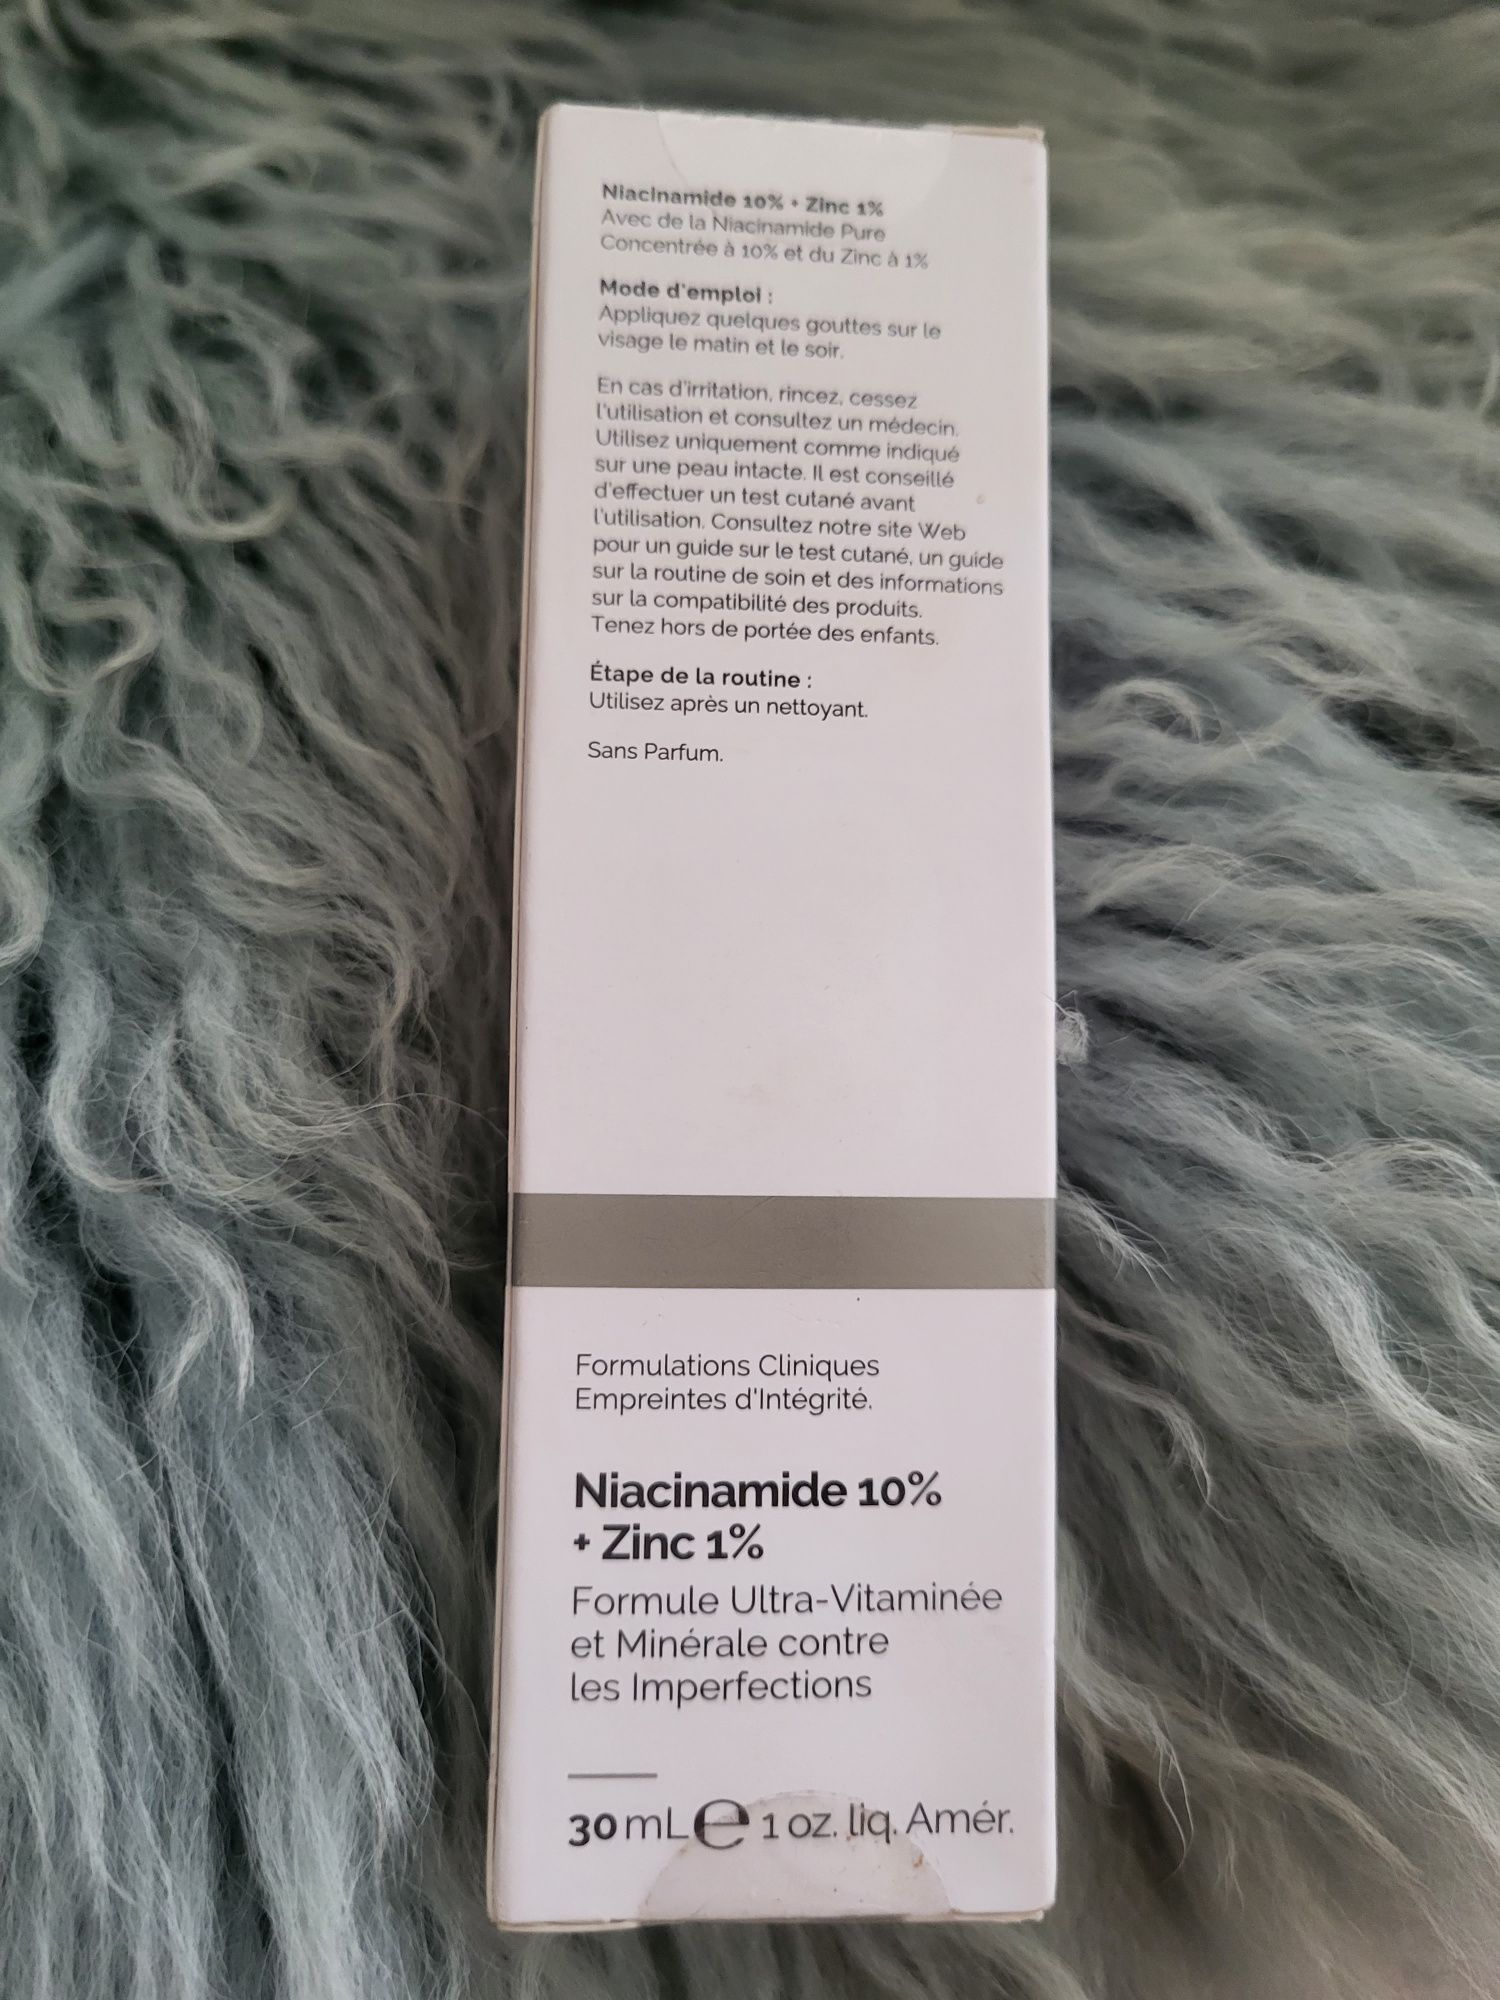 Niacinamide 10% + Zinc 1%
Avec de la Niacinamide Pure
Concentrée à 10% et du Zinc à 1%
Mode d'emploi :
Appliquez quelques gouttes sur le
visage le matin et le soir.
En cas d'irritation, rincez, cessez
l'utilisation et consultez un médecin.
Utilisez uniquement comme indiqué
sur une peau intacte. Il est conseillé
d'effectuer un test cutané avant
l'utilisation. Consultez notre site Web
pour un guide sur le test cutané, un guide
sur la routine de soin et des informations
sur la compatibilité des produits.
Tenez hors de portée des enfants.
Étape de la routine :
Utilisez après un nettoyant.
Sans Parfum.
Formulations Cliniques
Empreintes d'Intégrité.
Niacinamide 10%
+ Zinc 1%
Formule Ultra-Vitaminée
et Minérale contre
les Imperfections
30 mL ℮ 1 oz. liq. Amér.